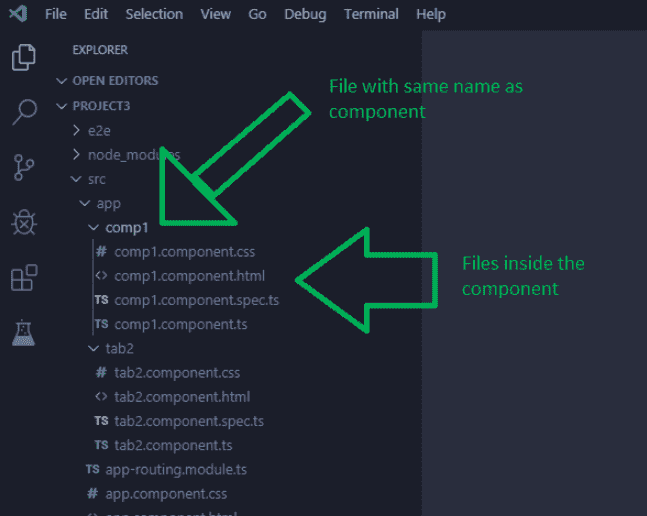 File Edit Selection View Go Debug Terminal Help
EXPLORER
OPEN EDITORS
PROJECT3
e2e
node_modules
src
app
comp1
# comp1.component.css
<> comp1.component.html
TS comp1.component.spec.ts
TS comp1.component.ts
tab2
# tab2.component.css
<> tab2.component.html
TS tab2.component.spec.ts
TS tab2.component.ts
TS app-routing.module.ts
# app.component.css
<> app.component.html
File with same name as
component
Files inside the
component